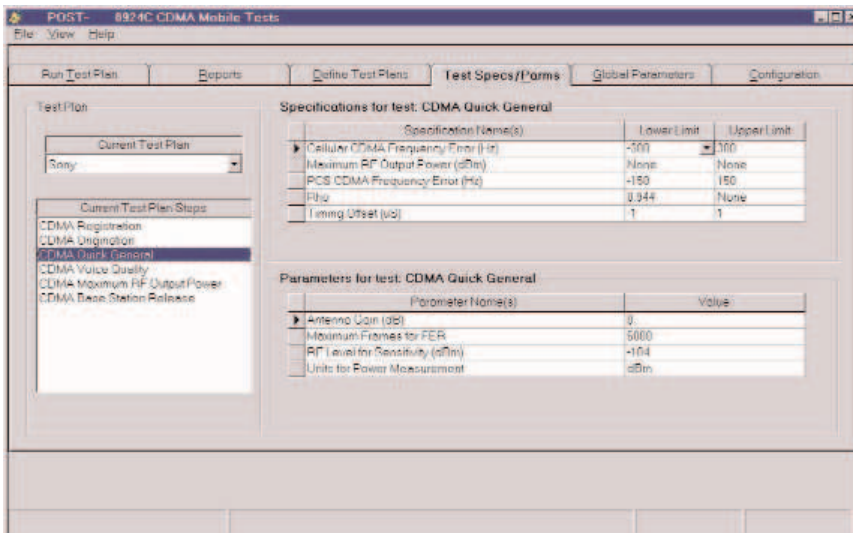 POST- 8924C CDMA Mobile Tests
File View Help
Run Test Plan Reports Define Test Plans Test Specs/Parms Global Parameters Configuration
Test Plan
Current Test Plan
Sony
Current Test Plan Steps
CDMA Registration
CDMA Origination
CDMA Quick General
CDMA Voice Quality
CDMA Maximum RF Output Power
CDMA Base Station Release
Specifications for test: CDMA Quick General
Specification Name(s) Lower Limit Upper Limit
Cellular CDMA Frequency Error (Hz) -300 300
Maximum RF Output Power (dBm) None None
PCS CDMA Frequency Error (Hz) -150 150
Rho 0.944 None
Timing Offset (uS) -1 1
Parameters for test: CDMA Quick General
Parameter Name(s) Value
Antenna Gain (dB) 0.
Maximum Frames for FER 5000
RF Level for Sensitivity (dBm) -104
Units for Power Measurement dBm